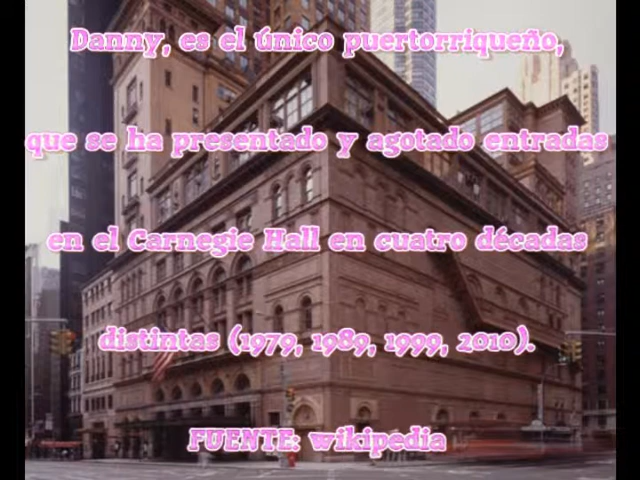 Danny, es el único puertorriqueño,
que se ha presentado y agotado entradas
en el Carnegie Hall en cuatro décadas
distintas (1979, 1989, 1999, 2010).
FUENTE: wikipedia